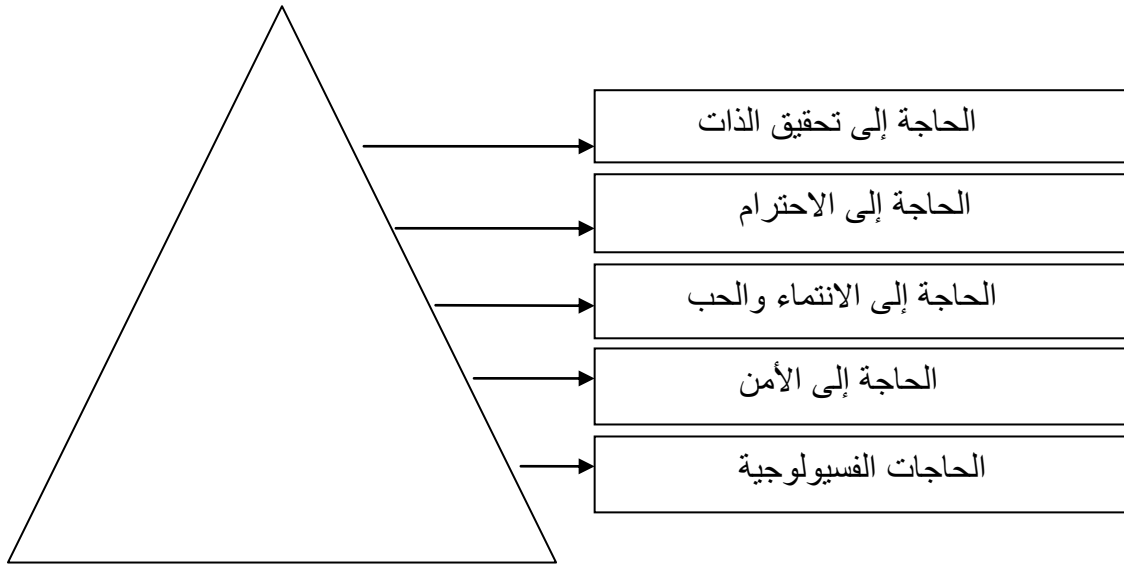 الحاجة إلى تحقيق الذات
الحاجة إلى الاحترام
الحاجة إلى الانتماء والحب
الحاجة إلى الأمن
الحاجات الفسيولوجية